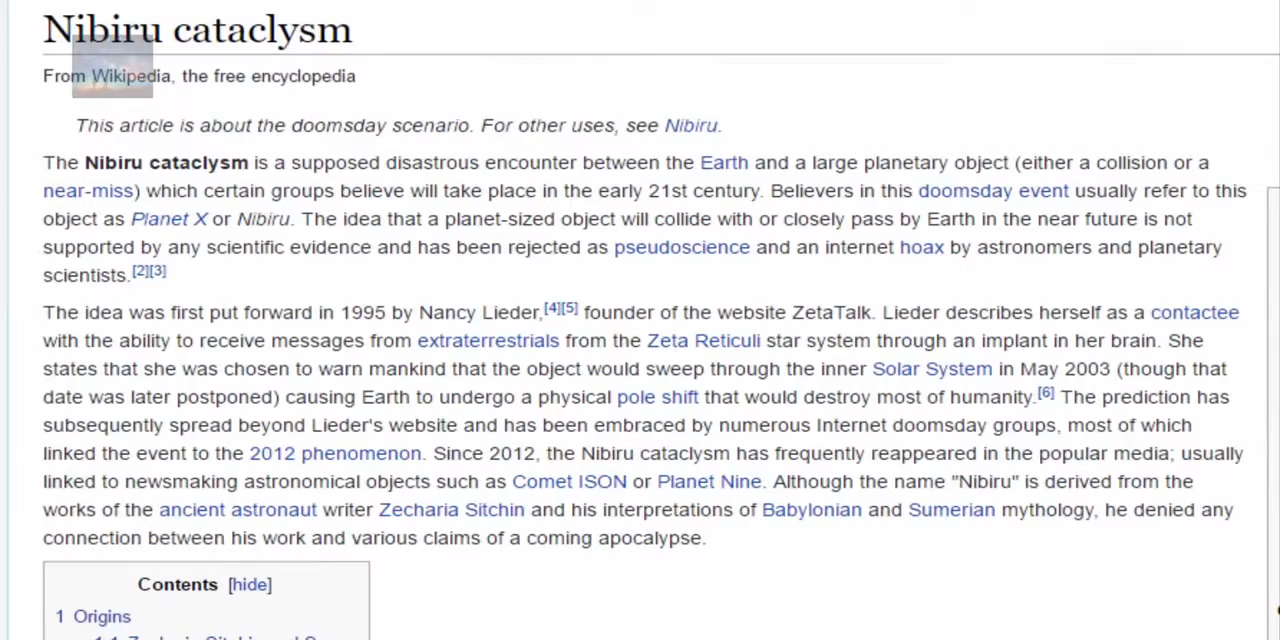 Nibiru cataclysm
From Wikipedia, the free encyclopedia
This article is about the doomsday scenario. For other uses, see Nibiru.
The Nibiru cataclysm is a supposed disastrous encounter between the Earth and a large planetary object (either a collision or a
near-miss) which certain groups believe will take place in the early 21st century. Believers in this doomsday event usually refer to this
object as Planet X or Nibiru. The idea that a planet-sized object will collide with or closely pass by Earth in the near future is not
supported by any scientific evidence and has been rejected as pseudoscience and an internet hoax by astronomers and planetary
scientists.[2][3]
The idea was first put forward in 1995 by Nancy Lieder,[4][5] founder of the website ZetaTalk. Lieder describes herself as a contactee
with the ability to receive messages from extraterrestrials from the Zeta Reticuli star system through an implant in her brain. She
states that she was chosen to warn mankind that the object would sweep through the inner Solar System in May 2003 (though that
date was later postponed) causing Earth to undergo a physical pole shift that would destroy most of humanity.[6] The prediction has
subsequently spread beyond Lieder's website and has been embraced by numerous Internet doomsday groups, most of which
linked the event to the 2012 phenomenon. Since 2012, the Nibiru cataclysm has frequently reappeared in the popular media; usually
linked to newsmaking astronomical objects such as Comet ISON or Planet Nine. Although the name "Nibiru" is derived from the
works of the ancient astronaut writer Zecharia Sitchin and his interpretations of Babylonian and Sumerian mythology, he denied any
connection between his work and various claims of a coming apocalypse.
Contents [hide]
1 Origins